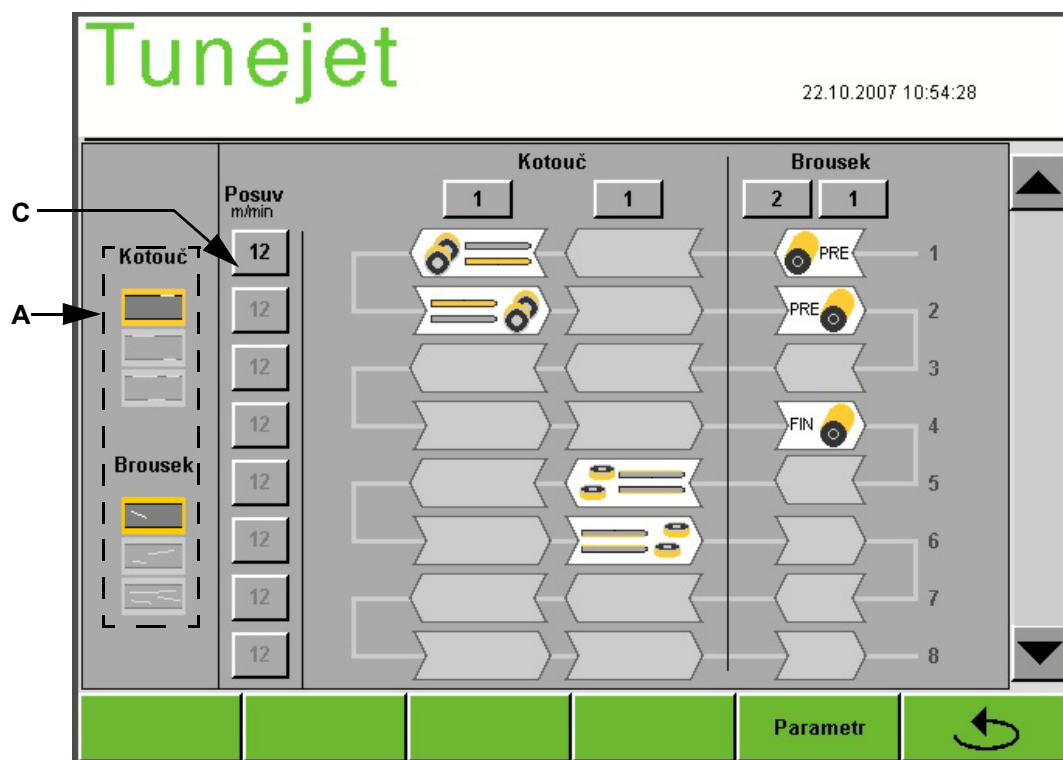 Tunejet
22.10.2007 10:54:28
Kotouč Brousek
C
Posuv
m/min
1 1 2 1
Kotouč
12 PRE 1
A
12 PRE 2
12 3
12 FIN 4
Brousek
12 5
12 6
12 7
12 8
Parametr